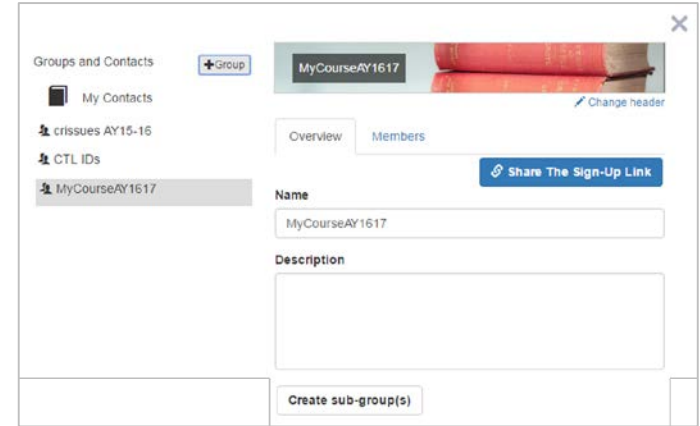 ×
Groups and Contacts
+Group
My Contacts
crissues AY15-16
CTL IDs
MyCourseAY1617
MyCourseAY1617
Change header
Overview
Members
Share The Sign-Up Link
Name
MyCourseAY1617
Description
Create sub-group(s)